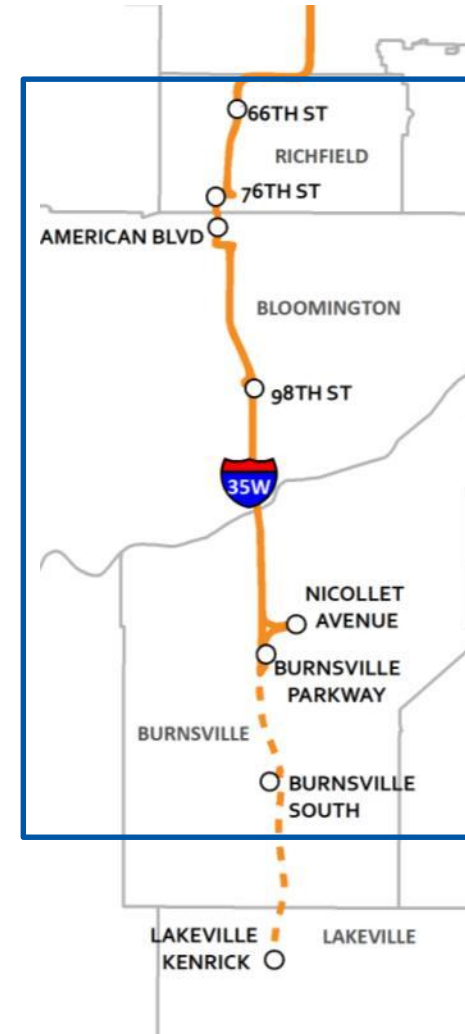 66TH ST
RICHFIELD
76TH ST
AMERICAN BLVD
BLOOMINGTON
98TH ST
35W
NICOLLET
AVENUE
BURNSVILLE
PARKWAY
BURNSVILLE
BURNSVILLE
SOUTH
LAKEVILLE
KENRICK
LAKEVILLE